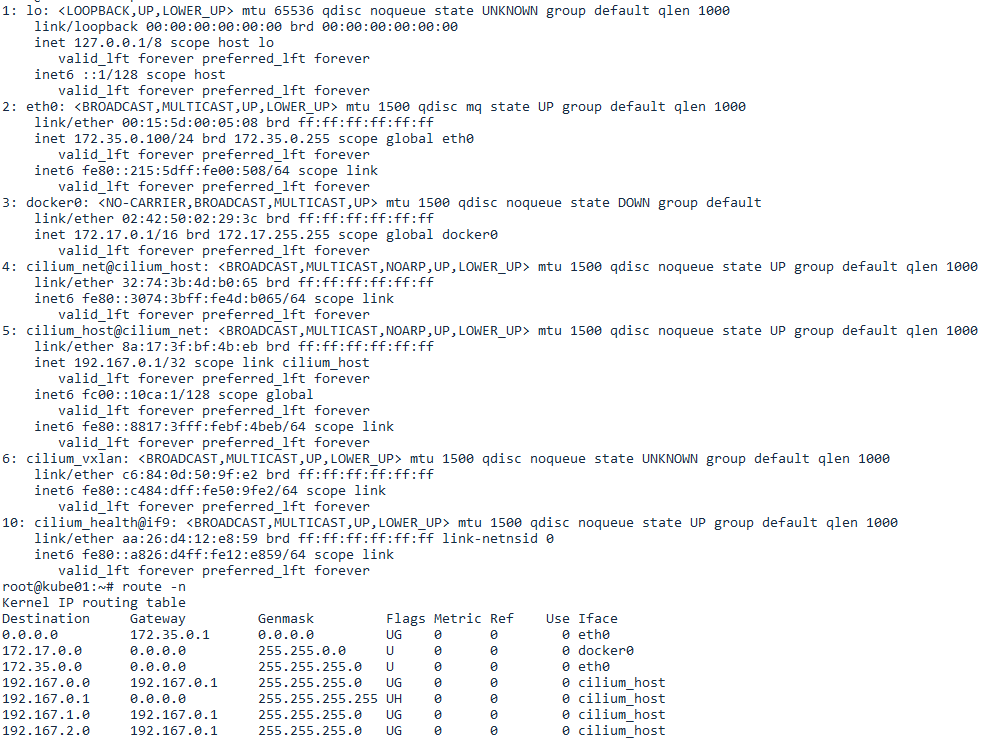 1: lo: <LOOPBACK,UP,LOWER_UP> mtu 65536 qdisc noqueue state UNKNOWN group default qlen 1000
    link/loopback 00:00:00:00:00:00 brd 00:00:00:00:00:00
    inet 127.0.0.1/8 scope host lo
       valid_lft forever preferred_lft forever
    inet6 ::1/128 scope host
       valid_lft forever preferred_lft forever
2: eth0: <BROADCAST,MULTICAST,UP,LOWER_UP> mtu 1500 qdisc mq state UP group default qlen 1000
    link/ether 00:15:5d:00:05:08 brd ff:ff:ff:ff:ff:ff
    inet 172.35.0.100/24 brd 172.35.0.255 scope global eth0
       valid_lft forever preferred_lft forever
    inet6 fe80::215:5dff:fe00:508/64 scope link
       valid_lft forever preferred_lft forever
3: docker0: <NO-CARRIER,BROADCAST,MULTICAST,UP> mtu 1500 qdisc noqueue state DOWN group default
    link/ether 02:42:50:02:29:3c brd ff:ff:ff:ff:ff:ff
    inet 172.17.0.1/16 brd 172.17.255.255 scope global docker0
       valid_lft forever preferred_lft forever
4: cilium_net@cilium_host: <BROADCAST,MULTICAST,NOARP,UP,LOWER_UP> mtu 1500 qdisc noqueue state UP group default qlen 1000
    link/ether 32:74:3b:4d:b0:65 brd ff:ff:ff:ff:ff:ff
    inet6 fe80::3074:3bff:fe4d:b065/64 scope link
       valid_lft forever preferred_lft forever
5: cilium_host@cilium_net: <BROADCAST,MULTICAST,NOARP,UP,LOWER_UP> mtu 1500 qdisc noqueue state UP group default qlen 1000
    link/ether 8a:17:3f:bf:4b:eb brd ff:ff:ff:ff:ff:ff
    inet 192.167.0.1/32 scope link cilium_host
       valid_lft forever preferred_lft forever
    inet6 fc00::10ca:1/128 scope global
       valid_lft forever preferred_lft forever
    inet6 fe80::8817:3fff:febf:4beb/64 scope link
       valid_lft forever preferred_lft forever
6: cilium_vxlan: <BROADCAST,MULTICAST,UP,LOWER_UP> mtu 1500 qdisc noqueue state UNKNOWN group default qlen 1000
    link/ether c6:84:0d:50:9f:e2 brd ff:ff:ff:ff:ff:ff
    inet6 fe80::c484:dff:fe50:9fe2/64 scope link
       valid_lft forever preferred_lft forever
10: cilium_health@if9: <BROADCAST,MULTICAST,UP,LOWER_UP> mtu 1500 qdisc noqueue state UP group default qlen 1000
    link/ether aa:26:d4:12:e8:59 brd ff:ff:ff:ff:ff:ff link-netnsid 0
    inet6 fe80::a826:d4ff:fe12:e859/64 scope link
       valid_lft forever preferred_lft forever
root@kube01:~# route -n
Kernel IP routing table
Destination     Gateway         Genmask         Flags Metric Ref    Use Iface
0.0.0.0         172.35.0.1      0.0.0.0         UG    0      0        0 eth0
172.17.0.0      0.0.0.0         255.255.0.0     U     0      0        0 docker0
172.35.0.0      0.0.0.0         255.255.255.0   U     0      0        0 eth0
192.167.0.0     192.167.0.1     255.255.255.0   UG    0      0        0 cilium_host
192.167.0.1     0.0.0.0         255.255.255.255 UH    0      0        0 cilium_host
192.167.1.0     192.167.0.1     255.255.255.0   UG    0      0        0 cilium_host
192.167.2.0     192.167.0.1     255.255.255.0   UG    0      0        0 cilium_host